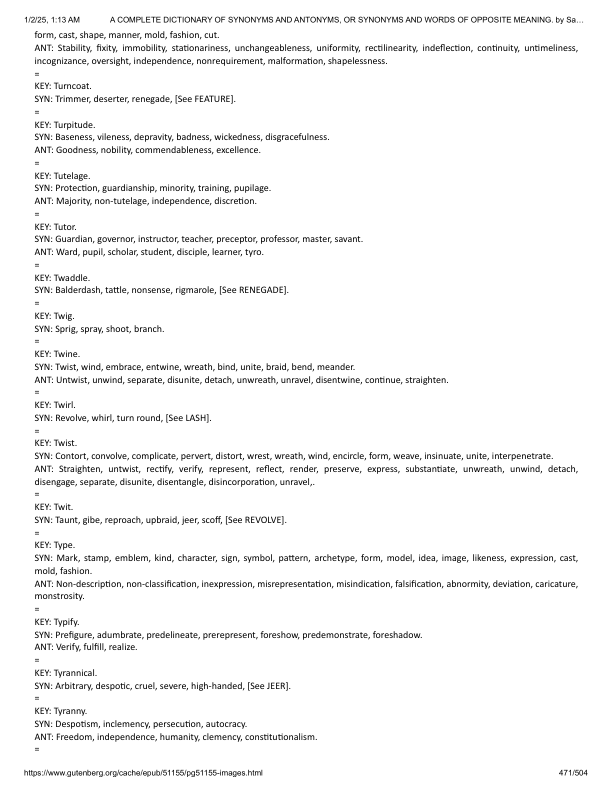 1/2/25, 1:13 AM A COMPLETE DICTIONARY OF SYNONYMS AND ANTONYMS, OR SYNONYMS AND WORDS OF OPPOSITE MEANING. by Sa…
form, cast, shape, manner, mold, fashion, cut.
ANT: Stability, fixity, immobility, stationariness, unchangeableness, uniformity, rectilinearity, indeflection, continuity, untimeliness,
incognizance, oversight, independence, nonrequirement, malformation, shapelessness.
=
KEY: Turncoat.
SYN: Trimmer, deserter, renegade, [See FEATURE].
=
KEY: Turpitude.
SYN: Baseness, vileness, depravity, badness, wickedness, disgracefulness.
ANT: Goodness, nobility, commendableness, excellence.
=
KEY: Tutelage.
SYN: Protection, guardianship, minority, training, pupilage.
ANT: Majority, non-tutelage, independence, discretion.
=
KEY: Tutor.
SYN: Guardian, governor, instructor, teacher, preceptor, professor, master, savant.
ANT: Ward, pupil, scholar, student, disciple, learner, tyro.
=
KEY: Twaddle.
SYN: Balderdash, tattle, nonsense, rigmarole, [See RENEGADE].
=
KEY: Twig.
SYN: Sprig, spray, shoot, branch.
=
KEY: Twine.
SYN: Twist, wind, embrace, entwine, wreath, bind, unite, braid, bend, meander.
ANT: Untwist, unwind, separate, disunite, detach, unwreath, unravel, disentwine, continue, straighten.
=
KEY: Twirl.
SYN: Revolve, whirl, turn round, [See LASH].
=
KEY: Twist.
SYN: Contort, convolve, complicate, pervert, distort, wrest, wreath, wind, encircle, form, weave, insinuate, unite, interpenetrate.
ANT: Straighten, untwist, rectify, verify, represent, reflect, render, preserve, express, substantiate, unwreath, unwind, detach,
disengage, separate, disunite, disentangle, disincorporation, unravel,.
=
KEY: Twit.
SYN: Taunt, gibe, reproach, upbraid, jeer, scoff, [See REVOLVE].
=
KEY: Type.
SYN: Mark, stamp, emblem, kind, character, sign, symbol, pattern, archetype, form, model, idea, image, likeness, expression, cast,
mold, fashion.
ANT: Non-description, non-classification, inexpression, misrepresentation, misindication, falsification, abnormity, deviation, caricature,
monstrosity.
=
KEY: Typify.
SYN: Prefigure, adumbrate, predelineate, prerepresent, foreshow, predemonstrate, foreshadow.
ANT: Verify, fulfill, realize.
=
KEY: Tyrannical.
SYN: Arbitrary, despotic, cruel, severe, high-handed, [See JEER].
=
KEY: Tyranny.
SYN: Despotism, inclemency, persecution, autocracy.
ANT: Freedom, independence, humanity, clemency, constitutionalism.
=
https://www.gutenberg.org/cache/epub/51155/pg51155-images.html 471/504